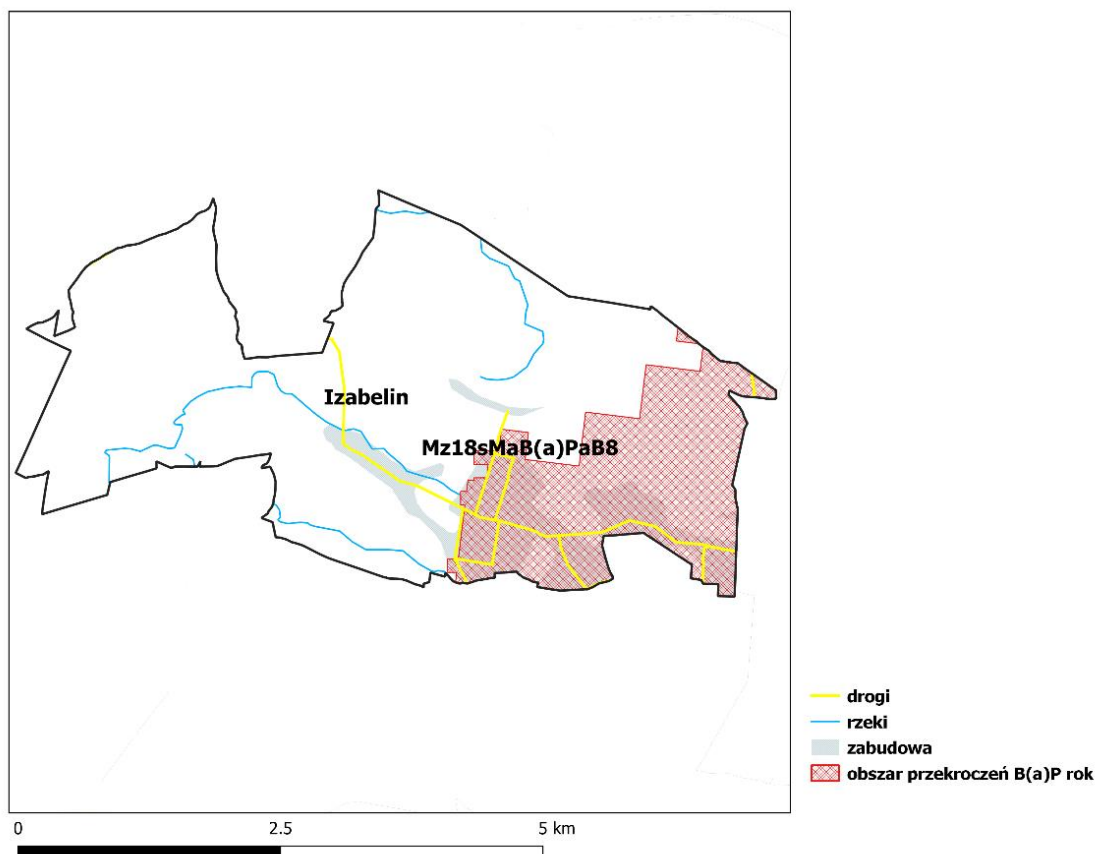 Izabelin
Mz18sMaB(a)PaB8
drogi
rzeki
zabudowa
obszar przekroczeń B(a)P rok
0 2.5 5 km